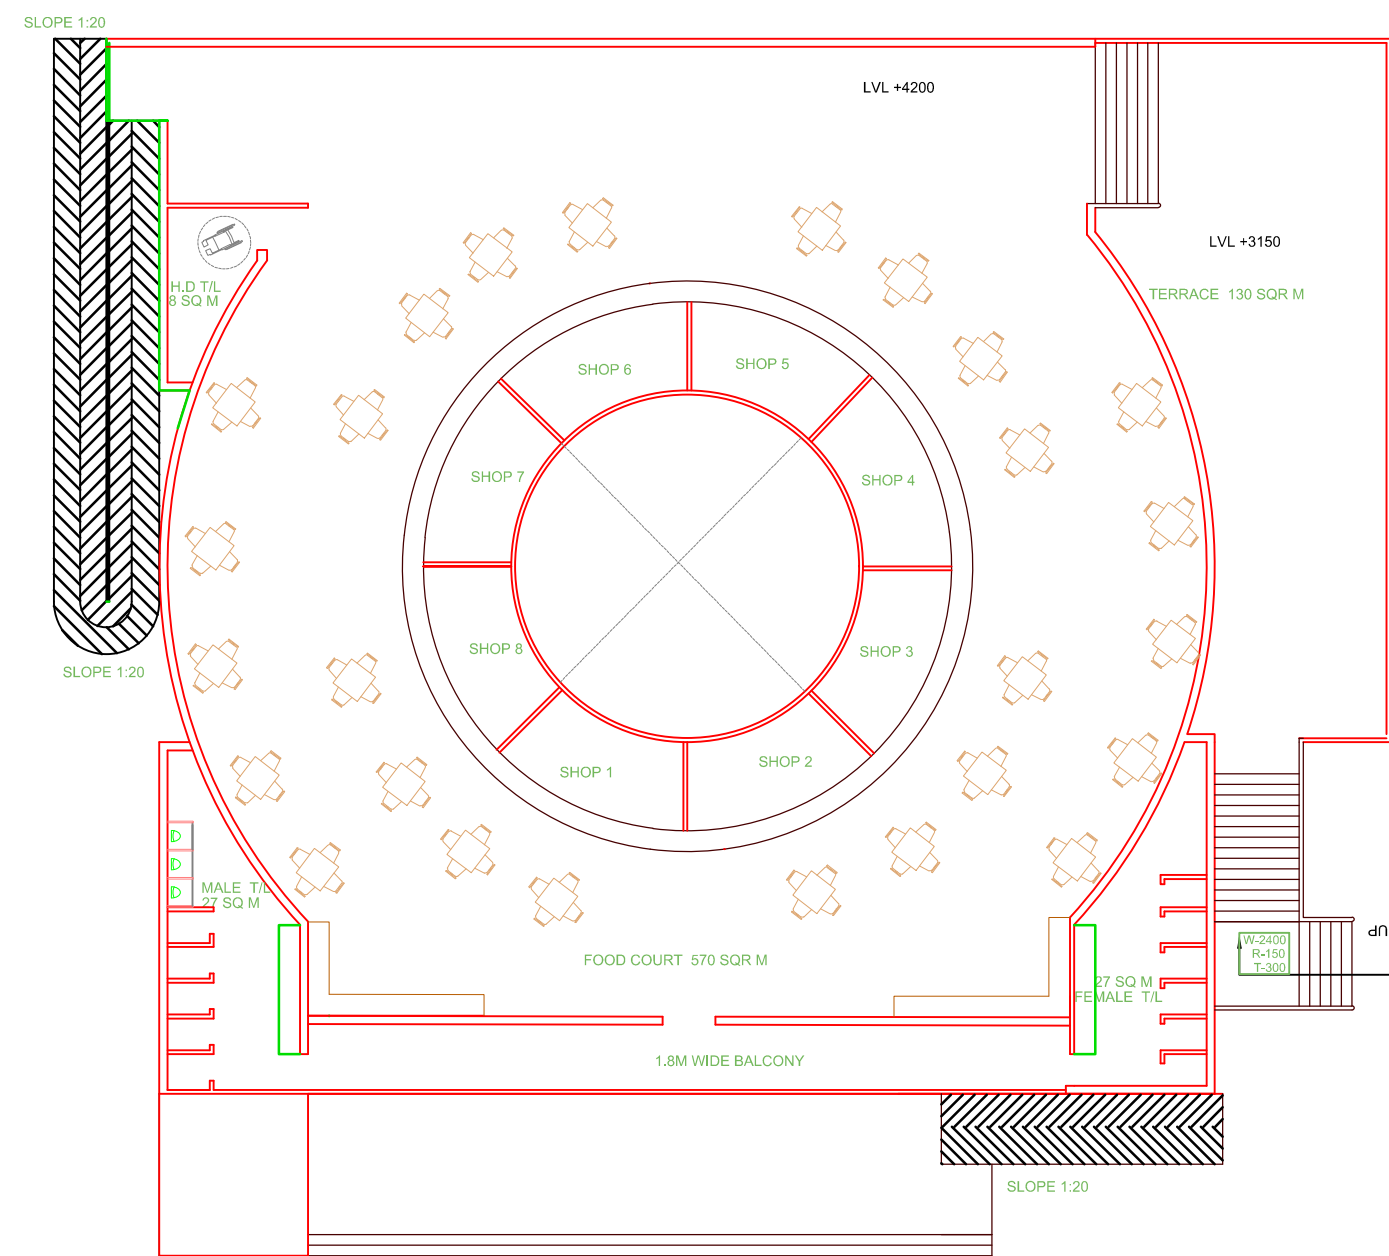 SLOPE 1:20
LVL +4200
LVL +3150
H.D T/L
8 SQ M
TERRACE 130 SQR M
SHOP 6
SHOP 5
SHOP 7
SHOP 4
SHOP 8
SHOP 3
SLOPE 1:20
SHOP 1
SHOP 2
MALE T/L
27 SQ M
FOOD COURT 570 SQR M
UP
W-2400
R-150
T-300
27 SQ M
FEMALE T/L
1.8M WIDE BALCONY
SLOPE 1:20